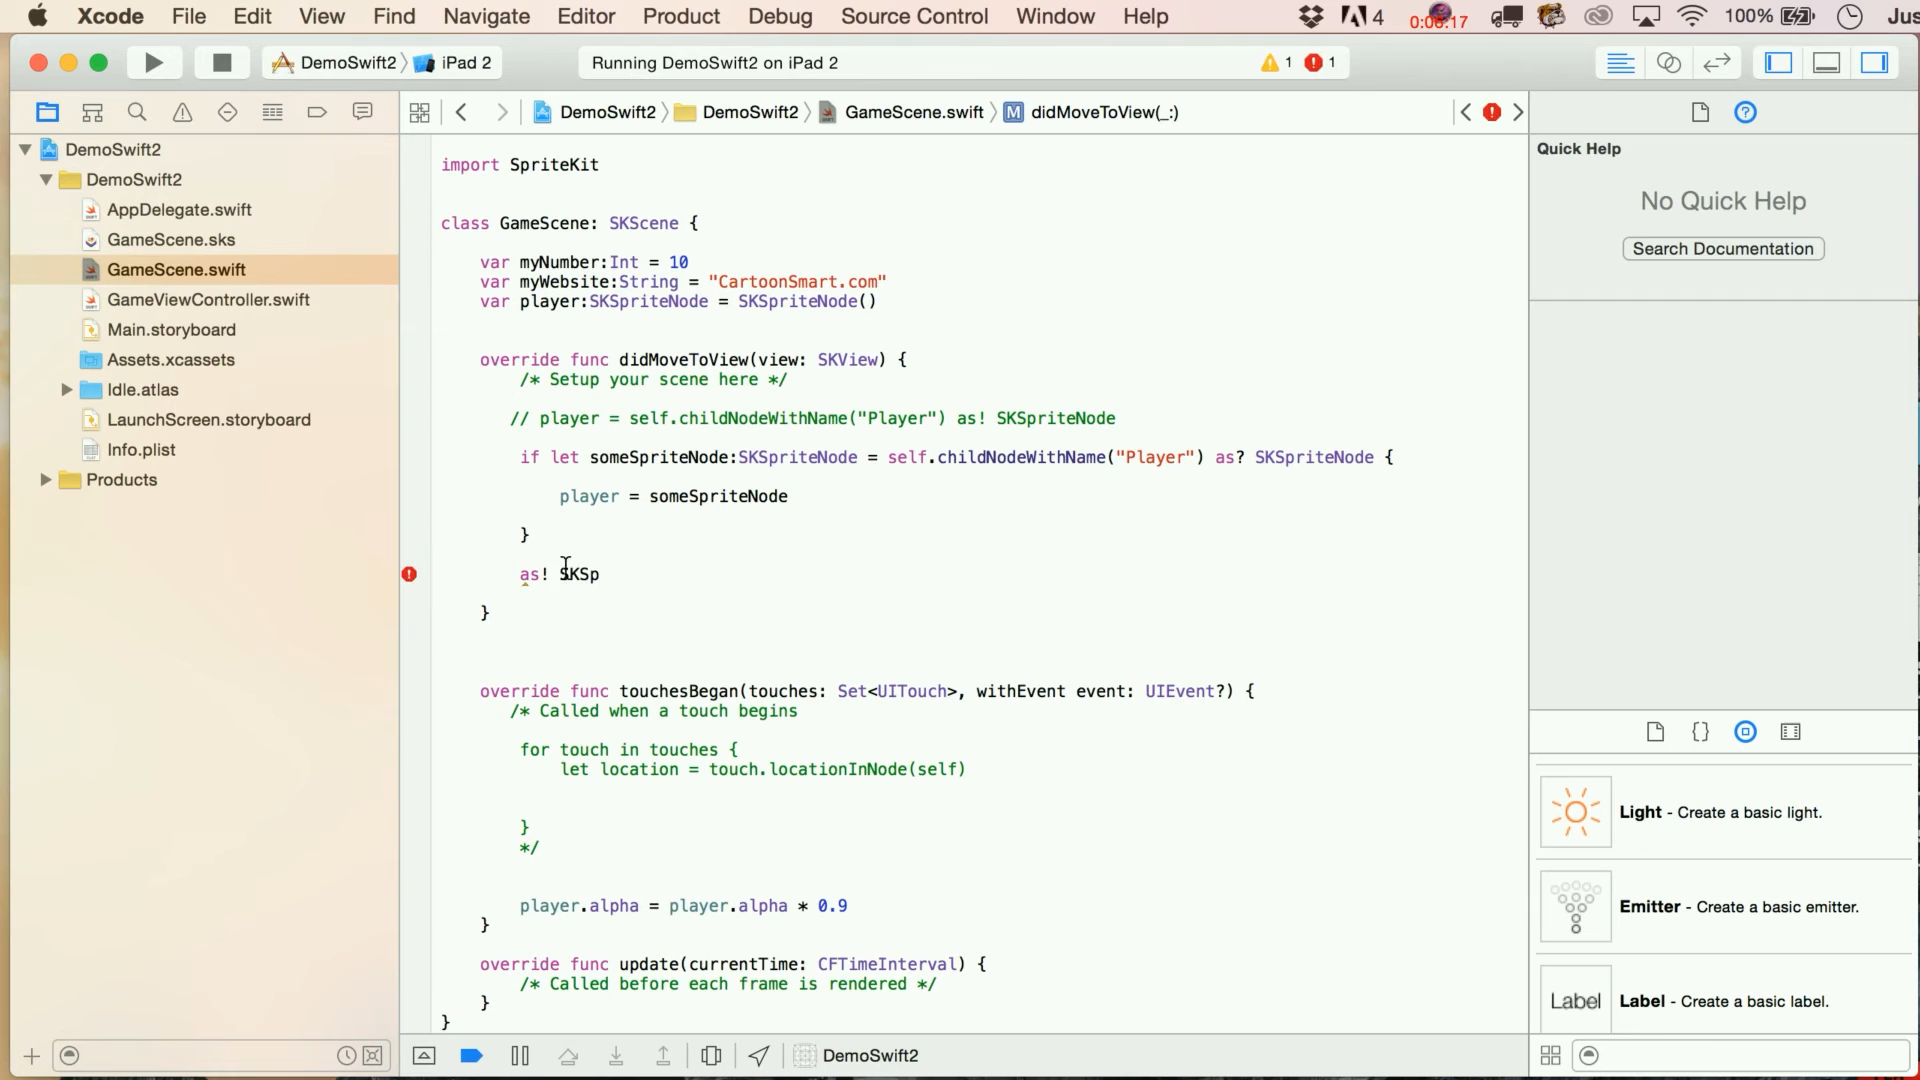 Xcode File Edit View Find Navigate Editor Product Debug Source Control Window Help 4 0:06:17 100% Jus
DemoSwift2 iPad 2 Running DemoSwift2 on iPad 2 1 1
DemoSwift2 DemoSwift2 GameScene.swift M didMoveToView(_:)
DemoSwift2
DemoSwift2
AppDelegate.swift
GameScene.sks
GameScene.swift
GameViewController.swift
Main.storyboard
Assets.xcassets
Idle.atlas
LaunchScreen.storyboard
Info.plist
Products
import SpriteKit
class GameScene: SKScene {
var myNumber:Int = 10
var myWebsite:String = "CartoonSmart.com"
var player:SKSpriteNode = SKSpriteNode()
override func didMoveToView(view: SKView) {
/* Setup your scene here */
// player = self.childNodeWithName("Player") as! SKSpriteNode
if let someSpriteNode:SKSpriteNode = self.childNodeWithName("Player") as? SKSpriteNode {
player = someSpriteNode
}
as! SKSp
}
override func touchesBegan(touches: Set<UITouch>, withEvent event: UIEvent?) {
/* Called when a touch begins
for touch in touches {
let location = touch.locationInNode(self)
}
*/
player.alpha = player.alpha * 0.9
}
override func update(currentTime: CFTimeInterval) {
/* Called before each frame is rendered */
}
}
DemoSwift2
Quick Help
No Quick Help
Search Documentation
Light - Create a basic light.
Emitter - Create a basic emitter.
Label Label - Create a basic label.